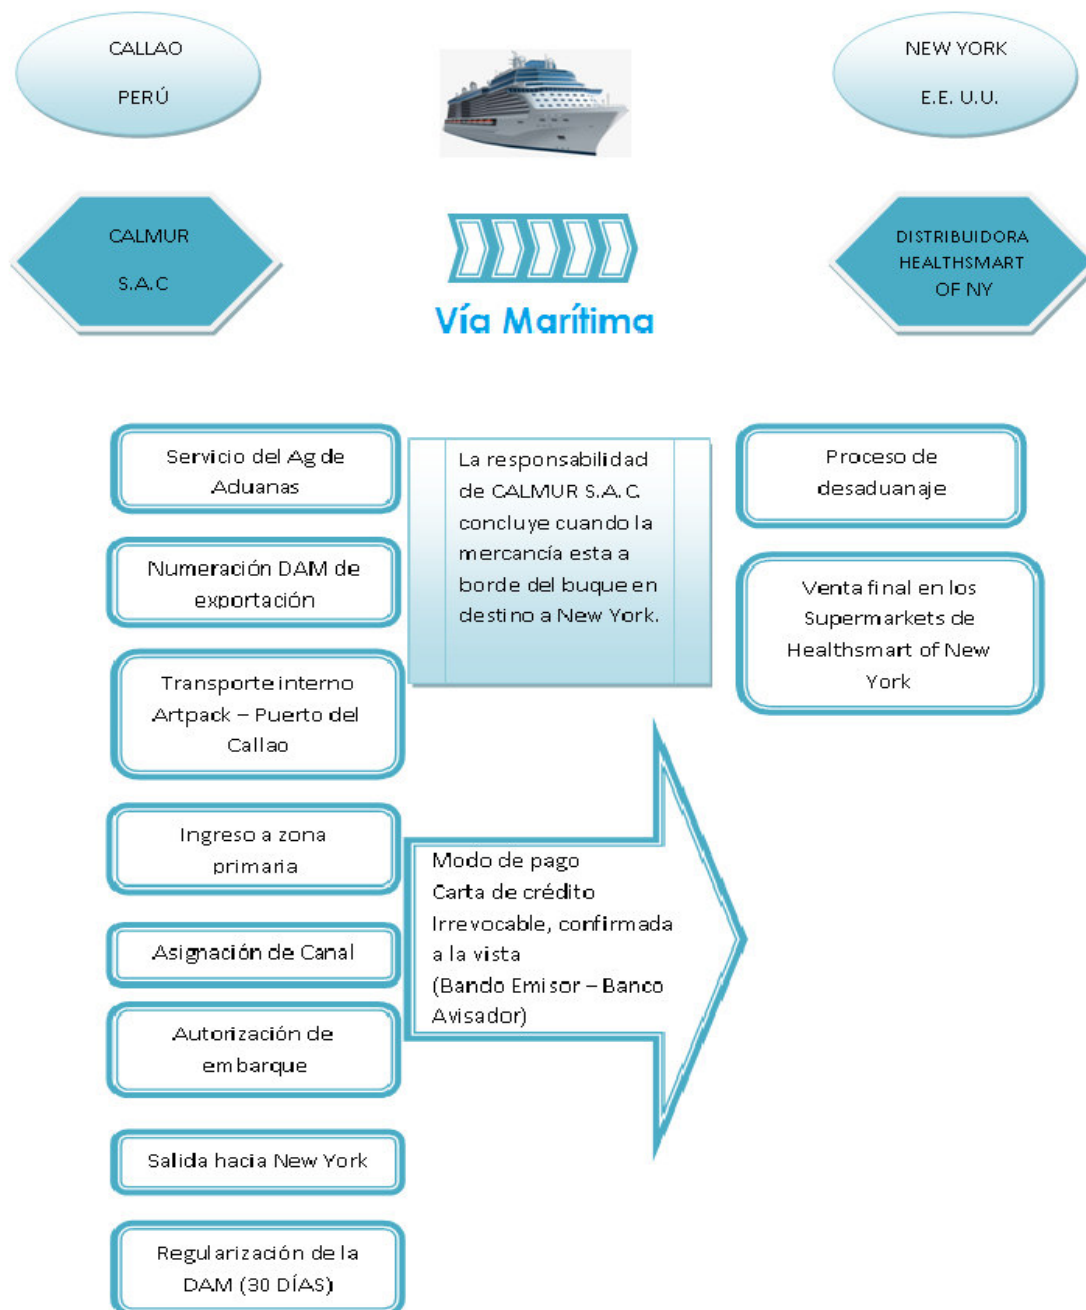 CALLAO
PERÚ
NEW YORK
E.E. U.U.
CALMUR
S.A.C
DISTRIBUIDORA
HEALTHSMART
OF NY
Vía Marítima
Servicio del Ag de
Aduanas
Numeración DAM de
exportación
Transporte interno
Artpack – Puerto del
Callao
Ingreso a zona
primaria
Asignación de Canal
Autorización de
embarque
Salida hacia New York
Regularización de la
DAM (30 DÍAS)
La responsabilidad
de CALMUR S.A.C.
concluye cuando la
mercancía esta a
borde del buque en
destino a New York.
Modo de pago
Carta de crédito
Irrevocable, confirmada
a la vista
(Bando Emisor – Banco
Avisador)
Proceso de
desaduanaje
Venta final en los
Supermarkets de
Healthsmart of New
York